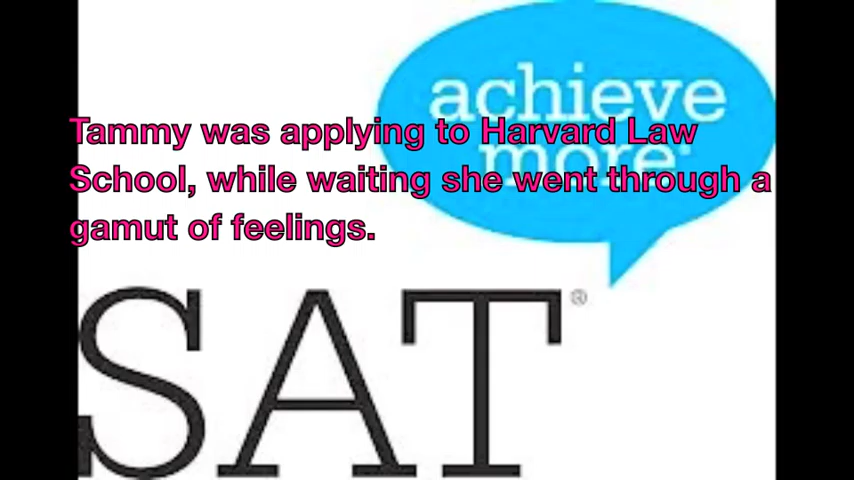 achieve
more®
Tammy was applying to Harvard Law
School, while waiting she went through a
gamut of feelings.
SAT®